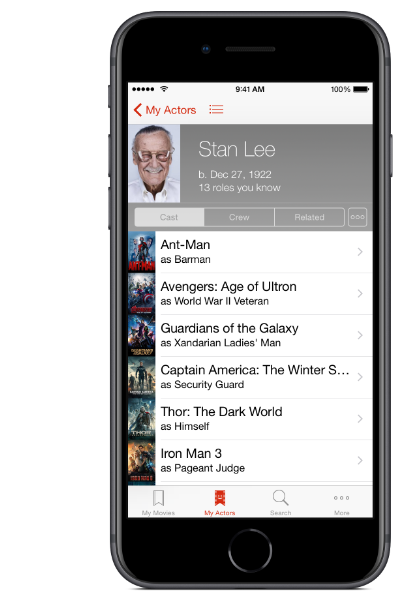 9:41 AM
100%
My Actors
Stan Lee
b. Dec 27, 1922
13 roles you know
Cast
Crew
Related
Ant-Man
as Barman
Avengers: Age of Ultron
as World War II Veteran
Guardians of the Galaxy
as Xandarian Ladies' Man
Captain America: The Winter S...
as Security Guard
Thor: The Dark World
as Himself
Iron Man 3
as Pageant Judge
My Movies
My Actors
Search
More